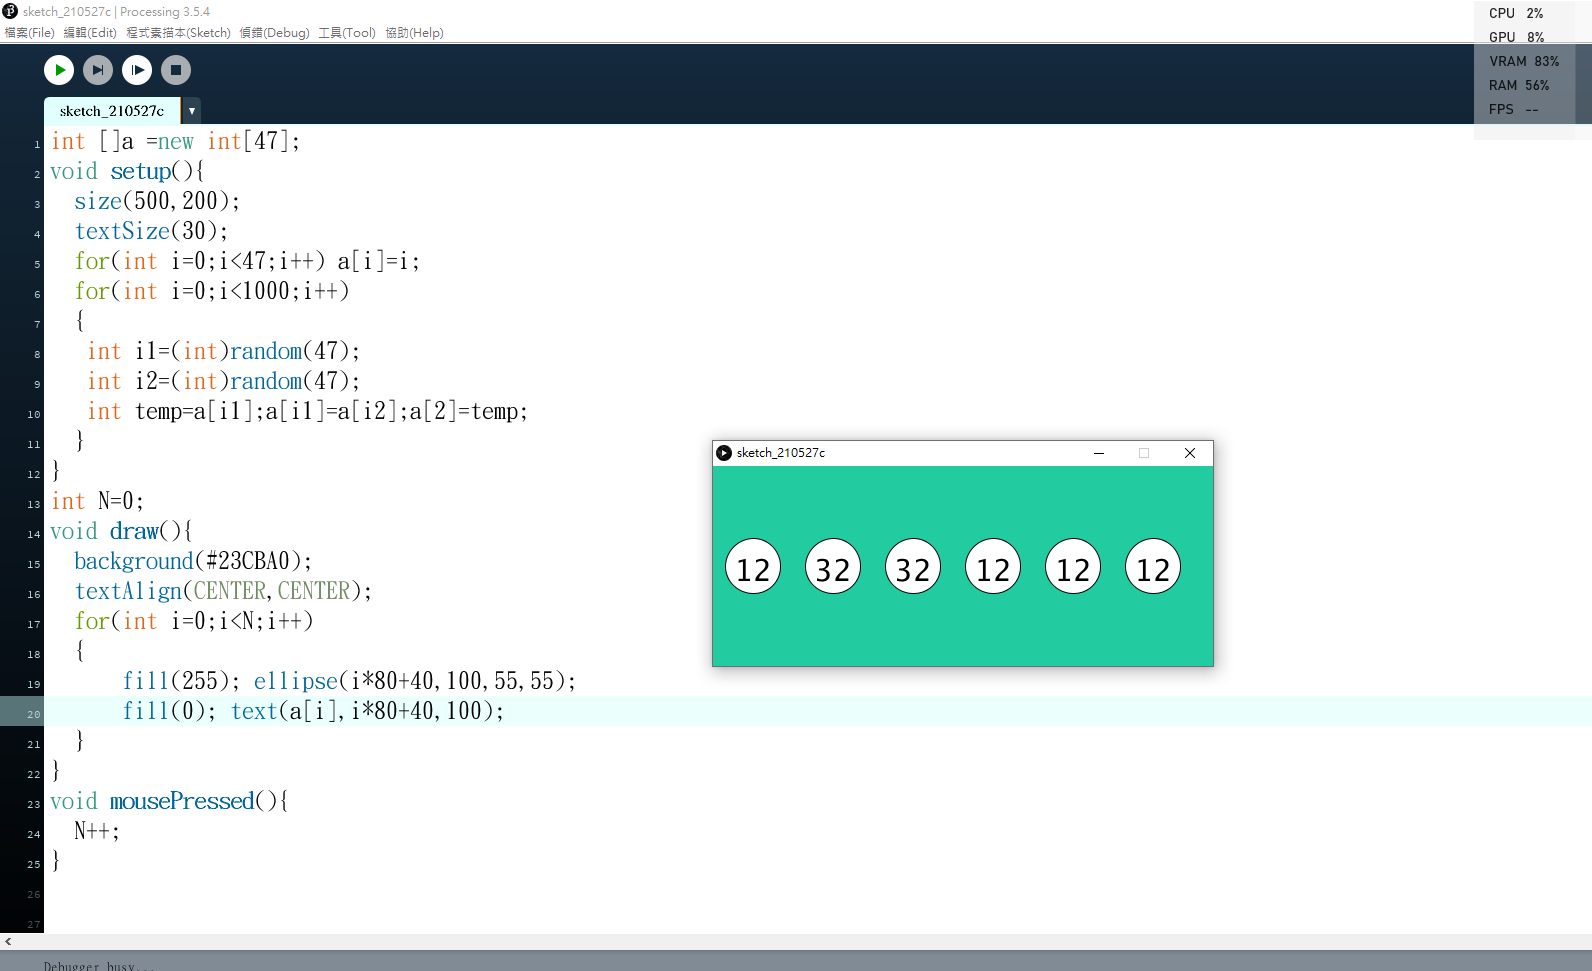 sketch_210527c | Processing 3.5.4
檔案(File) 編輯(Edit) 程式素描本(Sketch) 偵錯(Debug) 工具(Tool) 協助(Help)
CPU 2%
GPU 8%
VRAM 83%
RAM 56%
FPS --
sketch_210527c
1 int []a =new int[47];
2 void setup(){
3 size(500,200);
4 textSize(30);
5 for(int i=0;i<47;i++) a[i]=i;
6 for(int i=0;i<1000;i++)
7 {
8 int i1=(int)random(47);
9 int i2=(int)random(47);
10 int temp=a[i1];a[i1]=a[i2];a[2]=temp;
11 }
12 }
13 int N=0;
14 void draw(){
15 background(#23CBA0);
16 textAlign(CENTER,CENTER);
17 for(int i=0;i<N;i++)
18 {
19 fill(255); ellipse(i*80+40,100,55,55);
20 fill(0); text(a[i],i*80+40,100);
21 }
22 }
23 void mousePressed(){
24 N++;
25 }
26
27
sketch_210527c
12 32 32 12 12 12
Debugger busy...